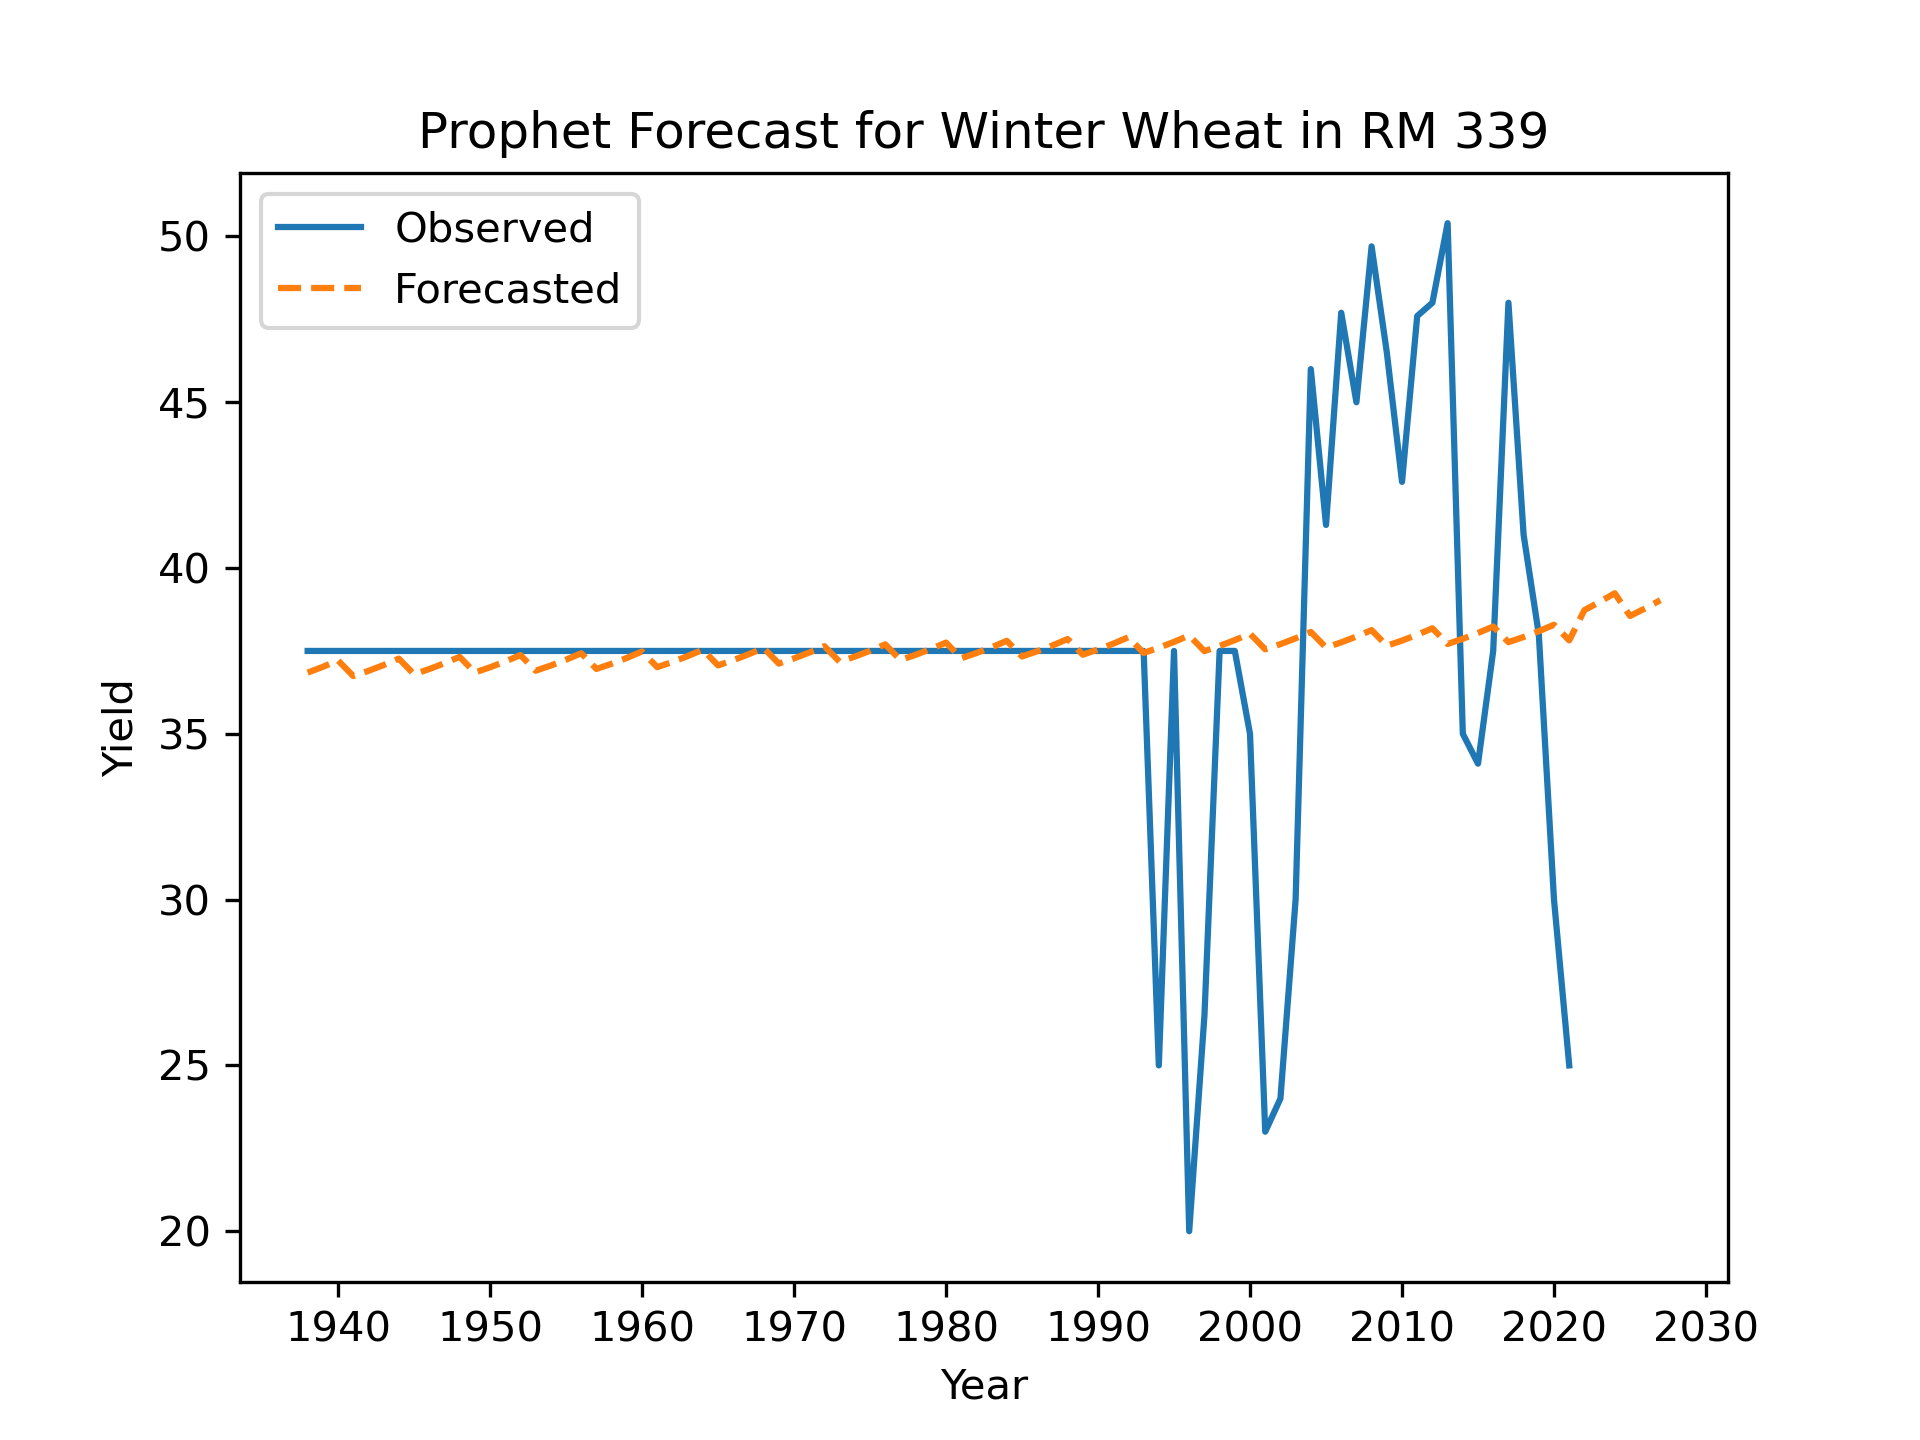 Prophet Forecast for Winter Wheat in RM 339
Observed
Forecasted
50
45
40
35
30
25
20
Yield
1940 1950 1960 1970 1980 1990 2000 2010 2020 2030
Year